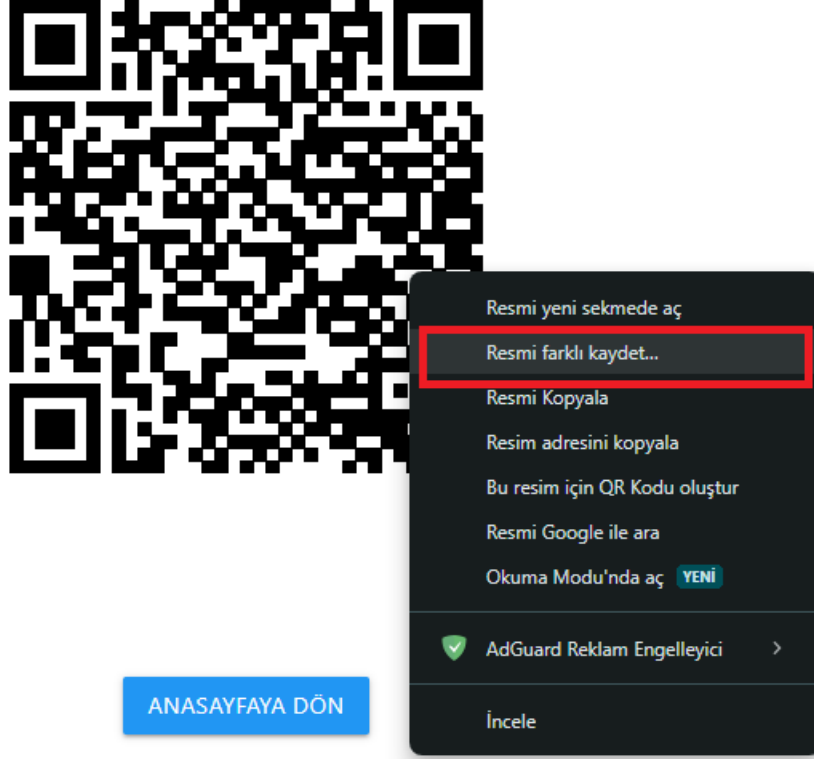 Resmi yeni sekmede aç
Resmi farklı kaydet...
Resmi Kopyala
Resim adresini kopyala
Bu resim için QR Kodu oluştur
Resmi Google ile ara
Okuma Modu'nda aç YENİ
AdGuard Reklam Engelleyici
İncele
ANASAYFAYA DÖN